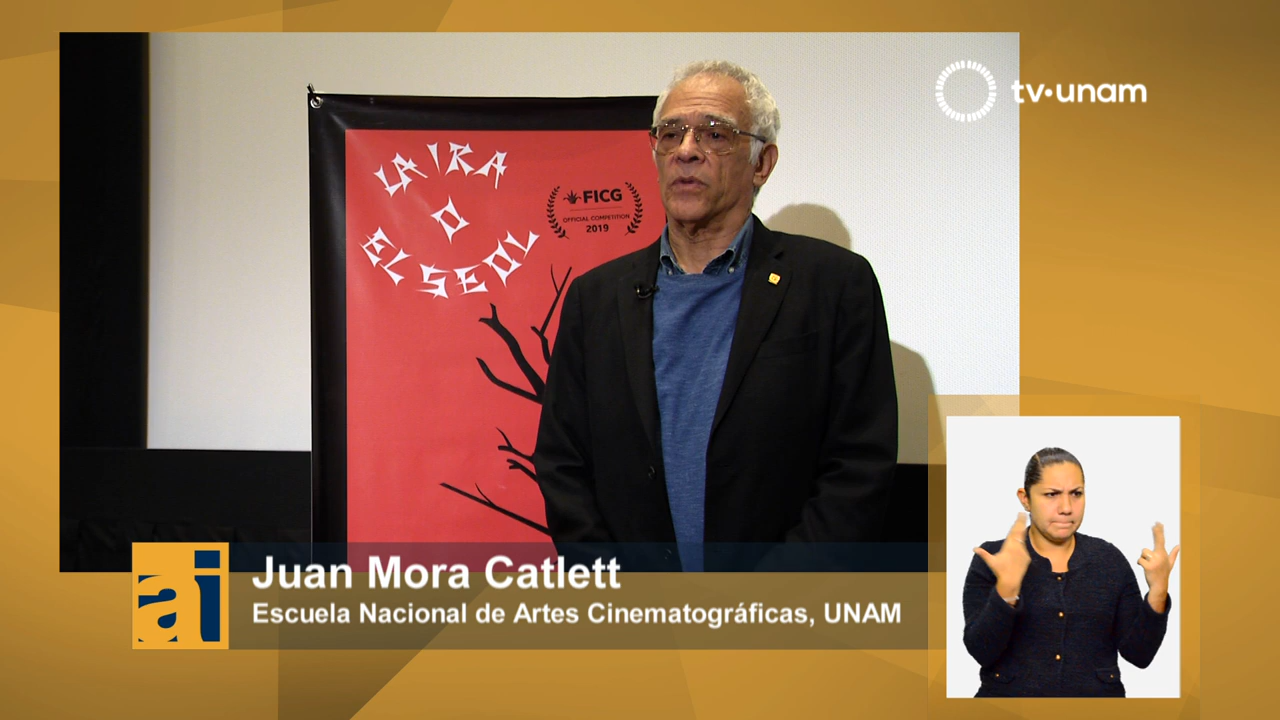 tv·unam
LA IRA
O
EL SEOL
FICG
OFFICIAL COMPETITION
2019
ai
Juan Mora Catlett
Escuela Nacional de Artes Cinematográficas, UNAM